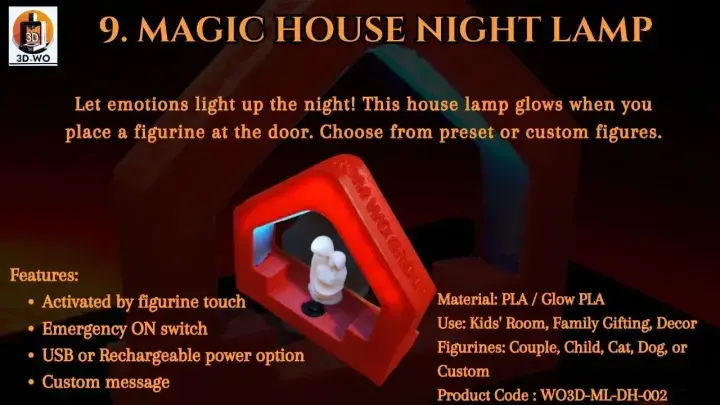 3D
3D-WO
9. MAGIC HOUSE NIGHT LAMP
Let emotions light up the night! This house lamp glows when you
place a figurine at the door. Choose from preset or custom figures.
Features:
• Activated by figurine touch
• Emergency ON switch
• USB or Rechargeable power option
• Custom message
Material: PLA / Glow PLA
Use: Kids' Room, Family Gifting, Decor
Figurines: Couple, Child, Cat, Dog, or
Custom
Product Code : WO3D-ML-DH-002